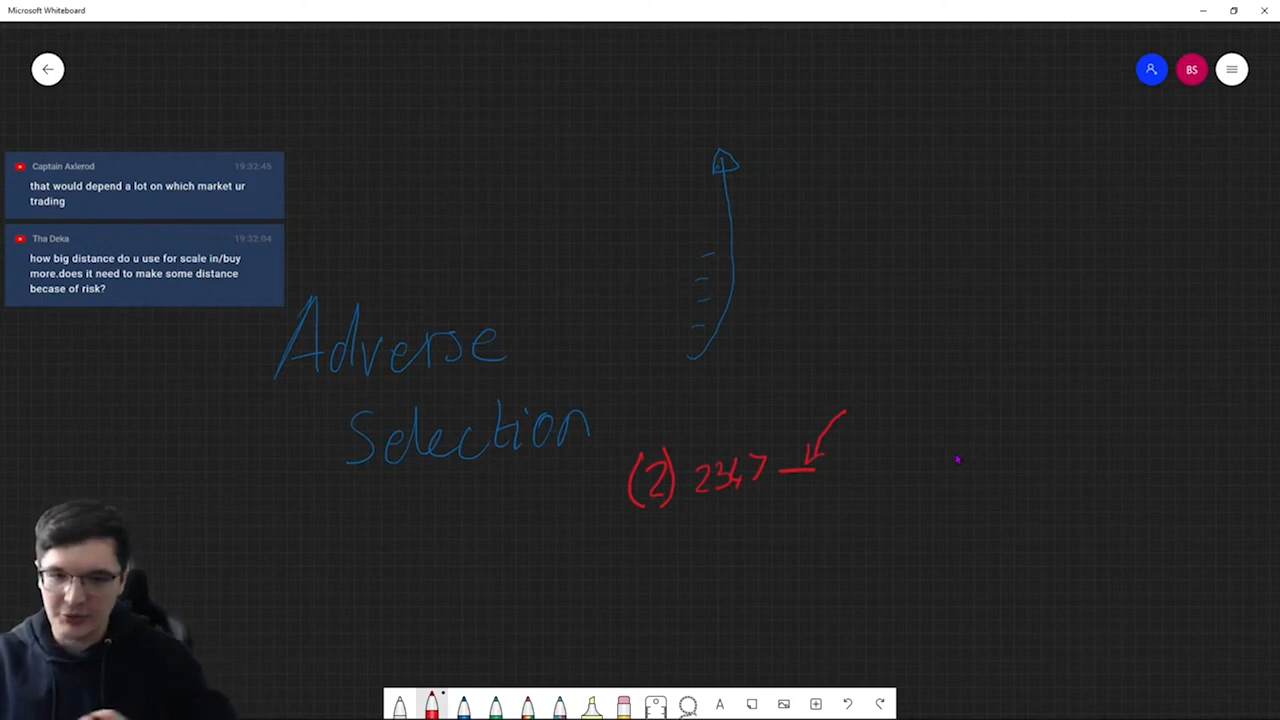 Microsoft Whiteboard
BS
Captain Axlerod 19:32:45
that would depend a lot on which market ur
trading
Tha Deka 19:32:04
how big distance do u use for scale in/buy
more.does it need to make some distance
becase of risk?
Adverse
Selection
(2) 2347
A